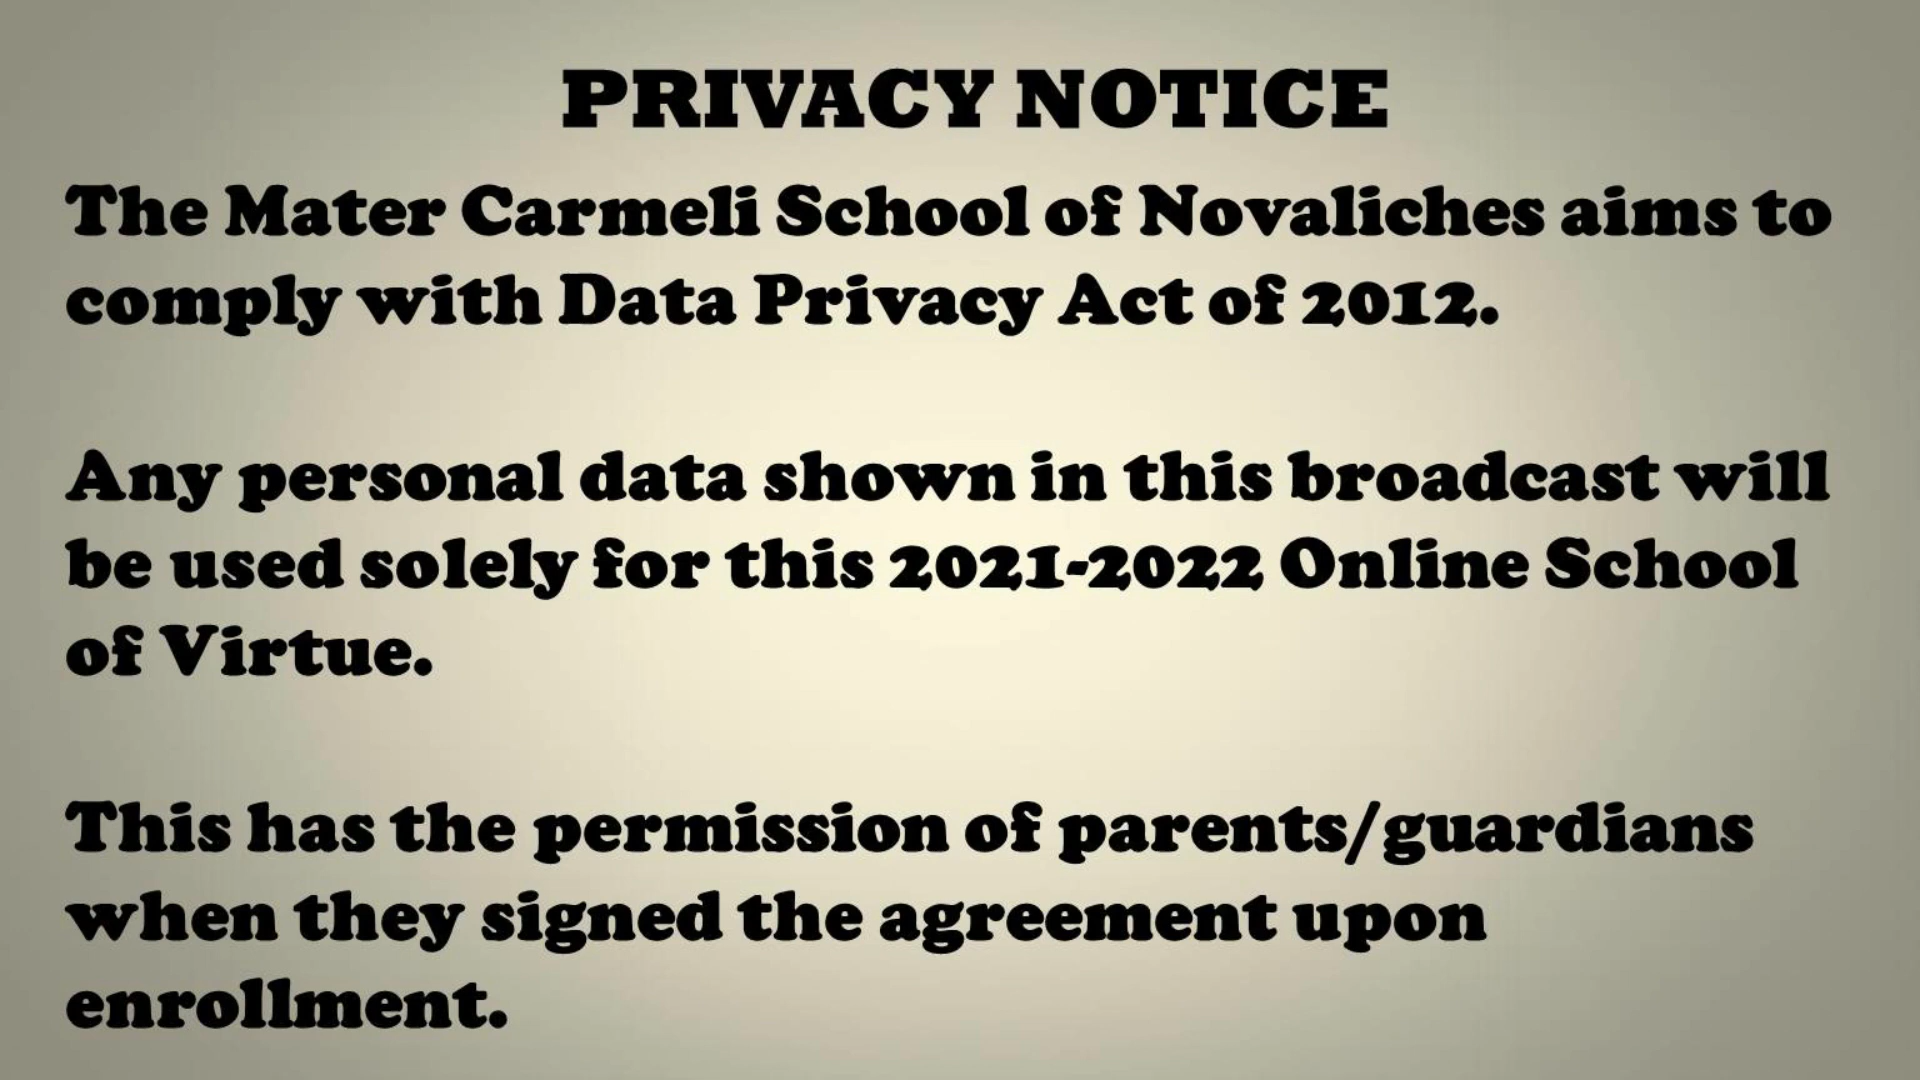 PRIVACY NOTICE
The Mater Carmeli School of Novaliches aims to
comply with Data Privacy Act of 2012.
Any personal data shown in this broadcast will
be used solely for this 2021-2022 Online School
of Virtue.
This has the permission of parents/guardians
when they signed the agreement upon
enrollment.